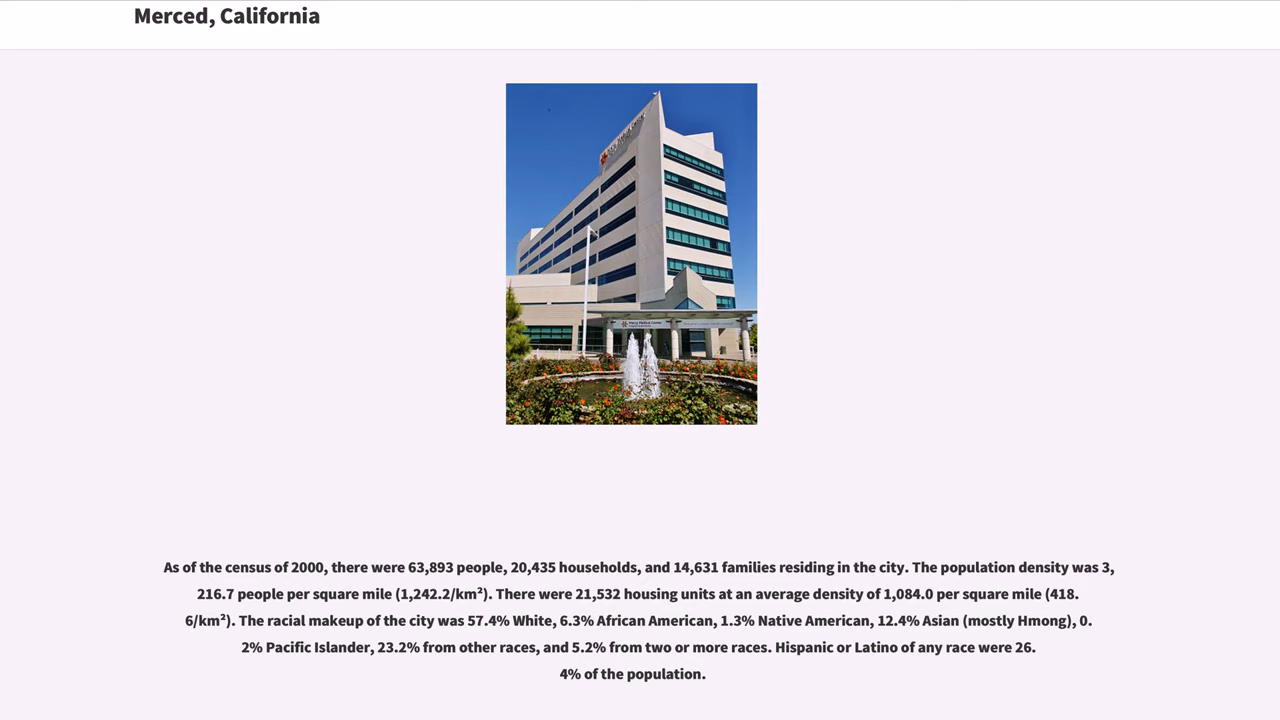 Merced, California
Mercy Medical Center
As of the census of 2000, there were 63,893 people, 20,435 households, and 14,631 families residing in the city. The population density was 3,
216.7 people per square mile (1,242.2/km²). There were 21,532 housing units at an average density of 1,084.0 per square mile (418.
6/km²). The racial makeup of the city was 57.4% White, 6.3% African American, 1.3% Native American, 12.4% Asian (mostly Hmong), 0.
2% Pacific Islander, 23.2% from other races, and 5.2% from two or more races. Hispanic or Latino of any race were 26.
4% of the population.